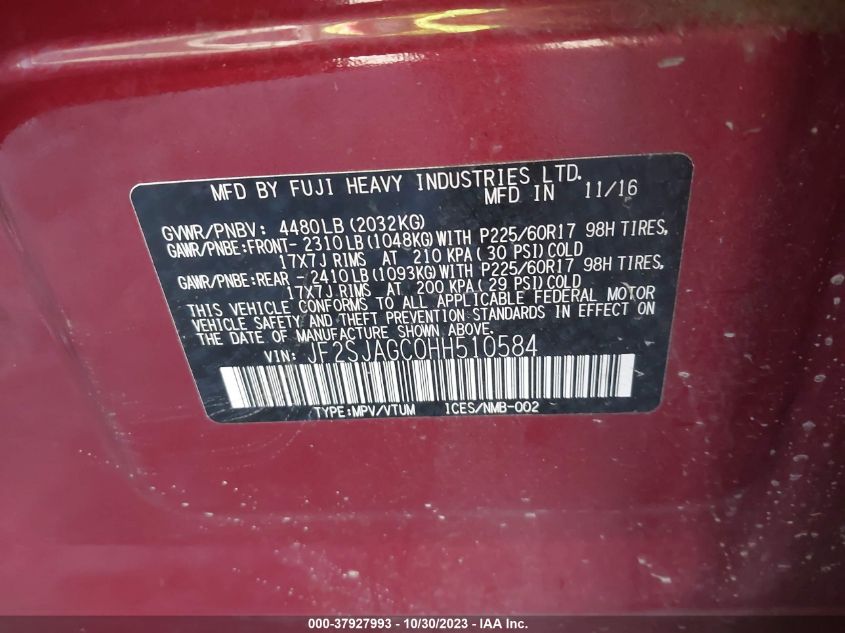 MFD BY FUJI HEAVY INDUSTRIES LTD.
MFD IN 11/16
GVWR/PNBV: 4480LB(2032KG)
GAWR/PNBE:FRONT- 2310LB(1048KG)WITH P225/60R17 98H TIRES,
17X7J RIMS AT 210 KPA(30 PSI)COLD
GAWR/PNBE:REAR - 2410LB(1093KG)WITH P225/60R17 98H TIRES,
17X7J RIMS AT 200 KPA(29 PSI)COLD
THIS VEHICLE CONFORMS TO ALL APPLICABLE FEDERAL MOTOR
VEHICLE SAFETY AND THEFT PREVENTION STANDARDS IN EFFECT ON
THE DATE OF MANUFACTURE SHOWN ABOVE.
VIN: JF2SJAGC0HH510584
TYPE:MPV/VTUM ICES/NMB-002
000-37927993 - 10/30/2023 - IAA Inc.